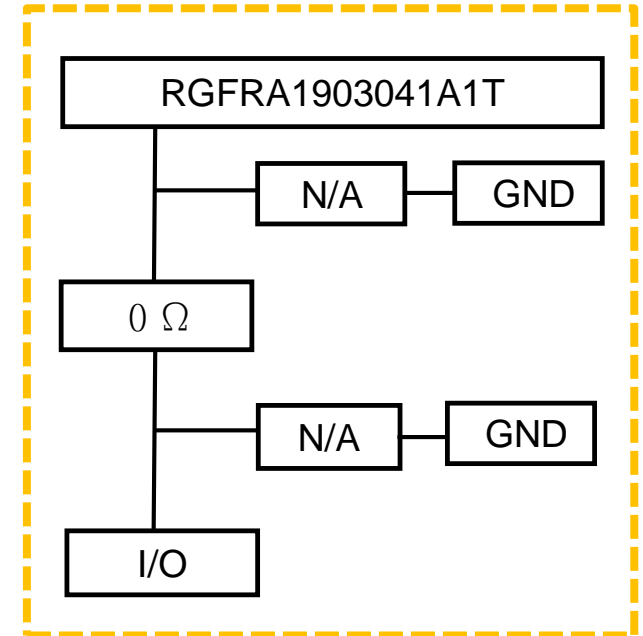 RGFRA1903041A1T
N/A
GND
0 Ω
N/A
GND
I/O